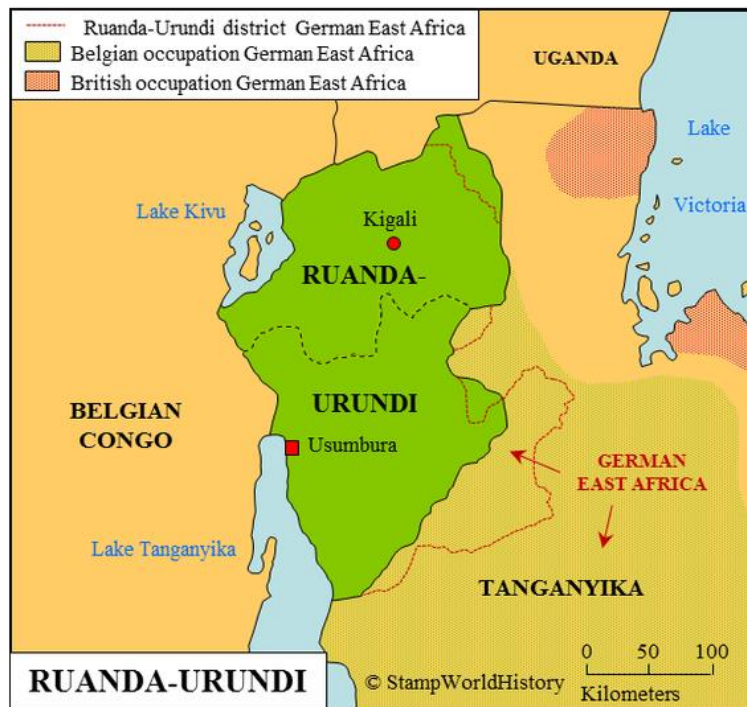 Ruanda-Urundi district German East Africa
Belgian occupation German East Africa
British occupation German East Africa
UGANDA
Lake
Victoria
Lake Kivu
Kigali
RUANDA-
URUNDI
BELGIAN
CONGO
Usumbura
GERMAN
EAST AFRICA
Lake Tanganyika
TANGANYIKA
0 50 100
Kilometers
© StampWorldHistory
RUANDA-URUNDI